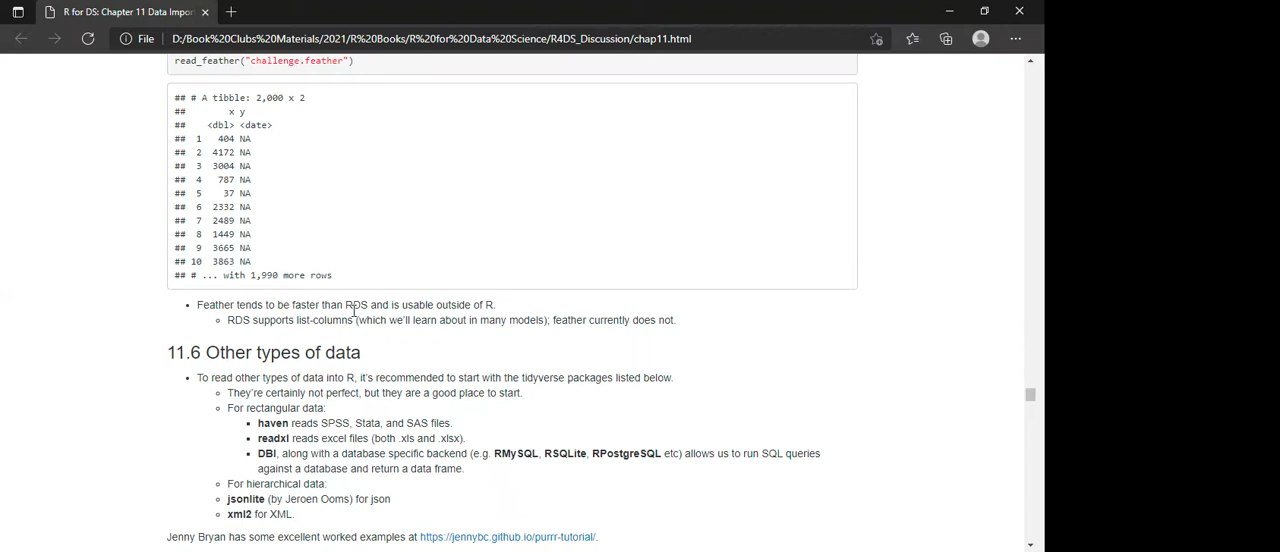 R for DS: Chapter 11 Data Impor
File
D:/Book%20Clubs%20Materials/2021/R%20Books/R%20for%20Data%20Science/R4DS_Discussion/chap11.html
read_feather("challenge.feather")
## # A tibble: 2,000 x 2
## x y
## <dbl> <date>
## 1 404 NA
## 2 4172 NA
## 3 3004 NA
## 4 787 NA
## 5 37 NA
## 6 2332 NA
## 7 2489 NA
## 8 1449 NA
## 9 3665 NA
## 10 3863 NA
## # ... with 1,990 more rows
Feather tends to be faster than RDS and is usable outside of R.
RDS supports list-columns (which we'll learn about in many models); feather currently does not.
11.6 Other types of data
To read other types of data into R, it's recommended to start with the tidyverse packages listed below.
They're certainly not perfect, but they are a good place to start.
For rectangular data:
haven reads SPSS, Stata, and SAS files.
readxl reads excel files (both .xls and .xlsx).
DBI, along with a database specific backend (e.g. RMySQL, RSQLite, RPostgreSQL etc) allows us to run SQL queries
against a database and return a data frame.
For hierarchical data:
jsonlite (by Jeroen Ooms) for json
xml2 for XML.
Jenny Bryan has some excellent worked examples at https://jennybc.github.io/purrr-tutorial/.